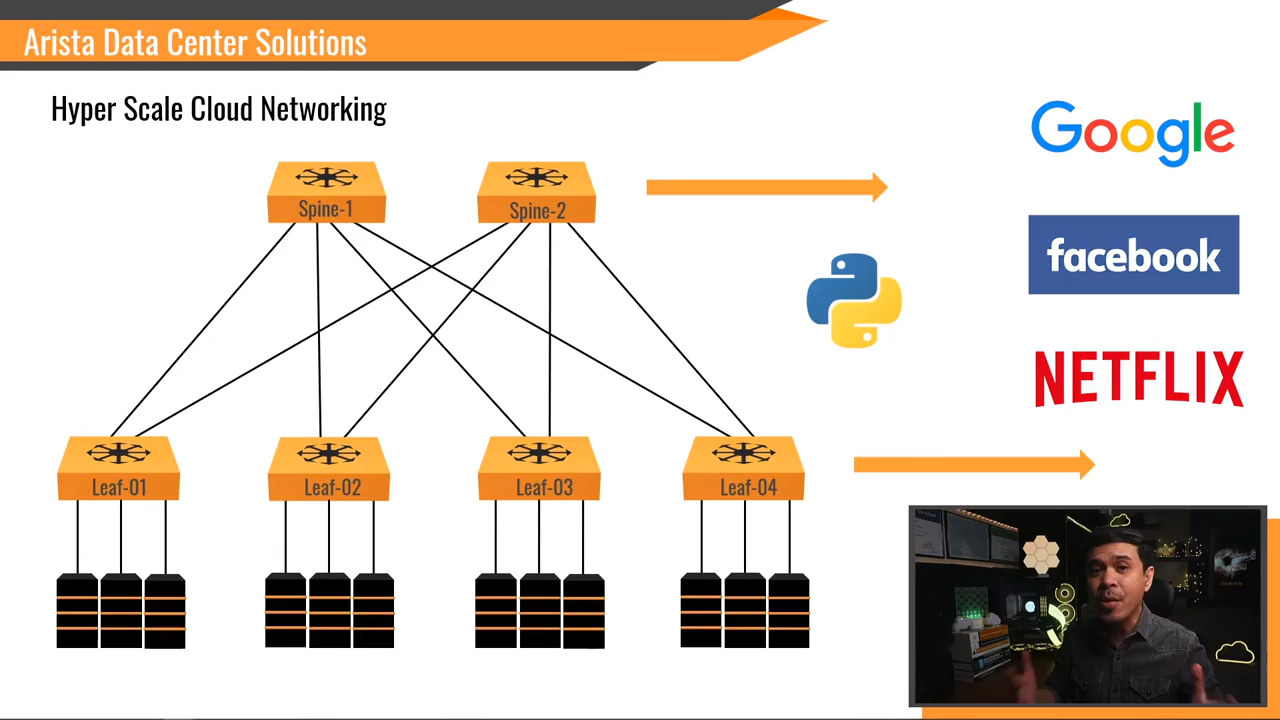 Arista Data Center Solutions
Hyper Scale Cloud Networking
Google
Spine-1
Spine-2
facebook
NETFLIX
Leaf-01
Leaf-02
Leaf-03
Leaf-04